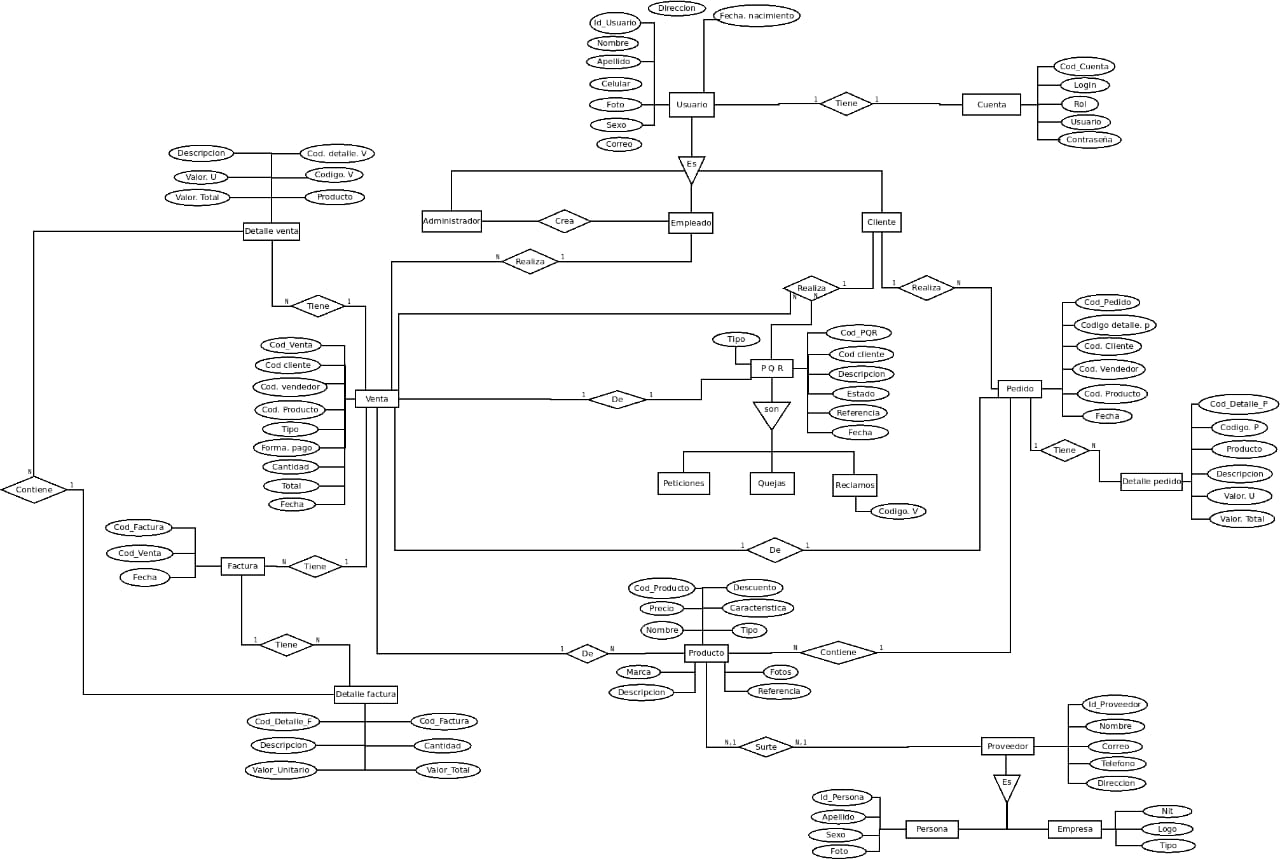 Direccion
Fecha. nacimiento
Id_Usuario
Nombre
Apellido
Celular
Foto
Sexo
Correo
Usuario
1
Tiene
1
Cuenta
Cod_Cuenta
Login
Rol
Usuario
Contraseña
Es
Descripcion
Cod. detalle. V
Valor. U
Codigo. V
Valor. Total
Producto
Detalle venta
Administrador
Crea
Empleado
Cliente
N
Realiza
1
Realiza
1
N
N
1
Realiza
N
N
Tiene
1
Cod_Venta
Cod cliente
Cod. vendedor
Cod. Producto
Tipo
Forma. pago
Cantidad
Total
Fecha
Venta
1
De
1
Tipo
P Q R
Cod_PQR
Cod cliente
Descripcion
Estado
Referencia
Fecha
son
Peticiones
Quejas
Reclamos
Codigo. V
Pedido
Cod_Pedido
Codigo detalle. p
Cod. Cliente
Cod. Vendedor
Cod. Producto
Fecha
1
Tiene
N
Detalle pedido
Cod_Detalle_P
Codigo. P
Producto
Descripcion
Valor. U
Valor. Total
N
Contiene
1
Cod_Factura
Cod_Venta
Fecha
Factura
N
Tiene
1
1
De
1
1
Tiene
N
Detalle factura
Cod_Detalle_F
Cod_Factura
Descripcion
Cantidad
Valor_Unitario
Valor_Total
Cod_Producto
Descuento
Precio
Caracteristica
Nombre
Tipo
1
De
N
Producto
N
Contiene
1
Marca
Fotos
Descripcion
Referencia
N,1
Surte
N,1
Proveedor
Id_Proveedor
Nombre
Correo
Telefono
Direccion
Es
Id_Persona
Apellido
Sexo
Foto
Persona
Empresa
Nit
Logo
Tipo